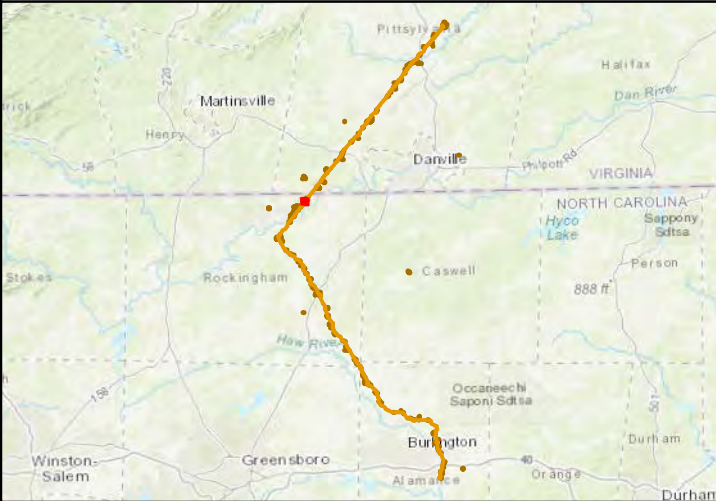 Pittsylvania
Halifax
220
Martinsville
Dan River
Henry
58
Danville
Philpott Rd
VIRGINIA
NORTH CAROLINA
Hyco
Lake
Sappony
Sdtsa
Stokes
Rockingham
Caswell
Person
888 ft
Haw River
Occaneechi
Saponi Sdtsa
158
501
Burlington
Durham
Winston-
Salem
Greensboro
40
Alamance
Orange
Durham